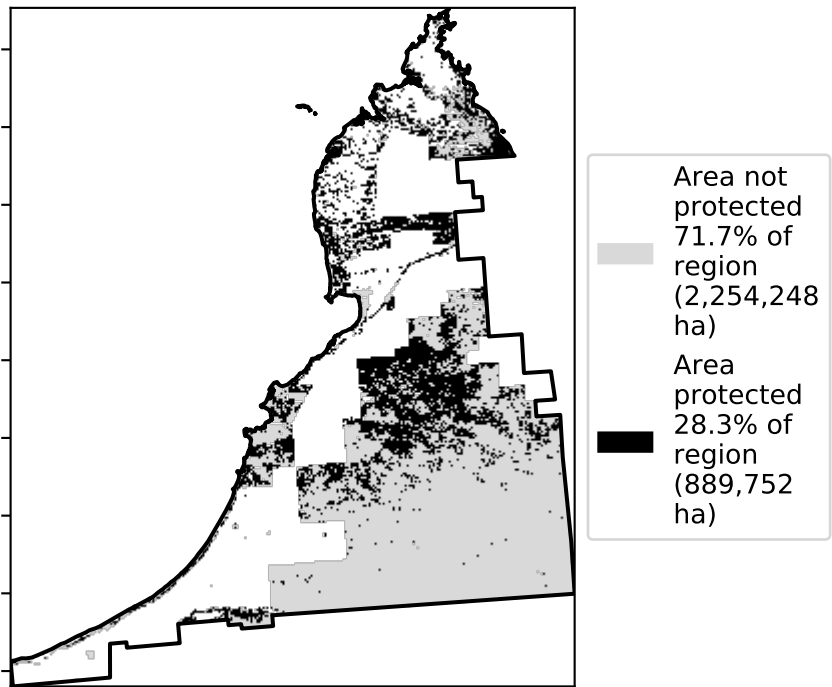 Area not
protected
71.7% of
region
(2,254,248
ha)
Area
protected
28.3% of
region
(889,752
ha)